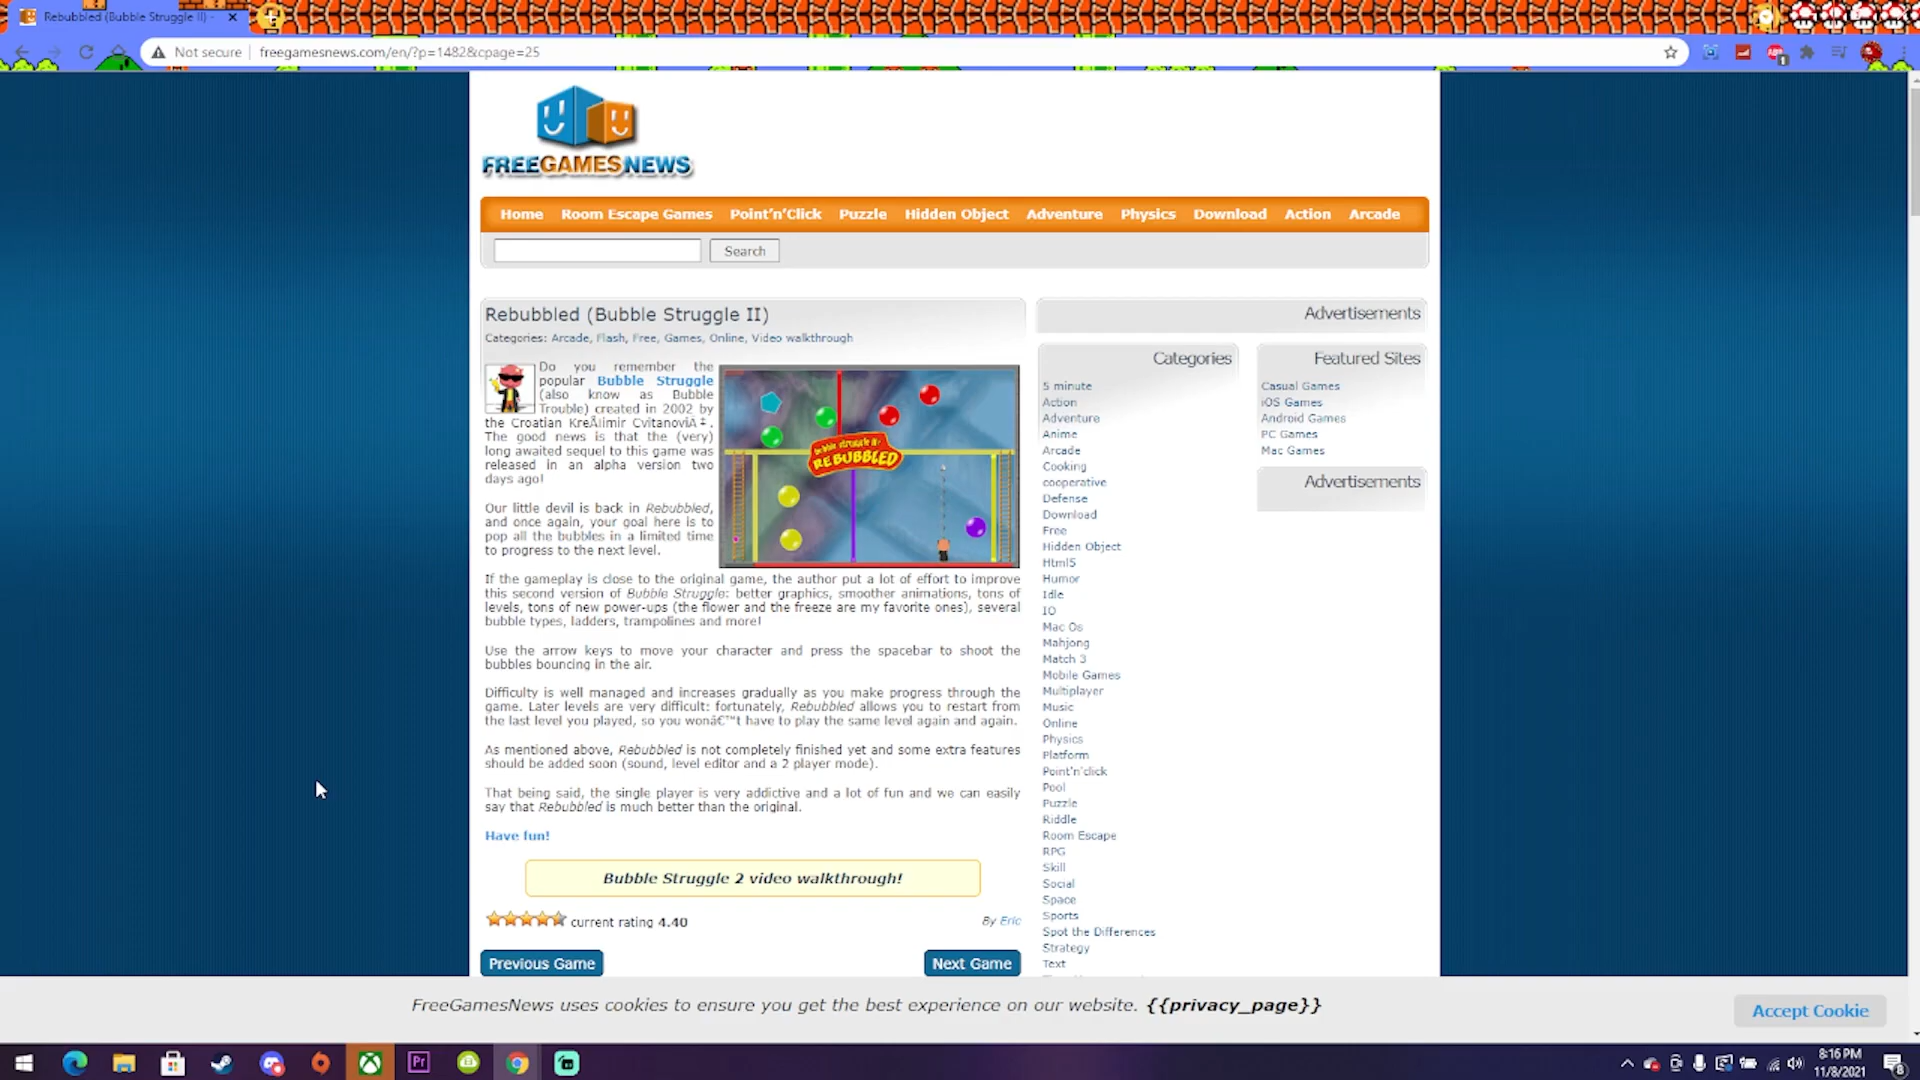 Rebubbled (Bubble Struggle II) -
Not secure
freegamesnews.com/en/?p=1482&cpage=25
FREEGAMESNEWS
Home Room Escape Games Point'n'Click Puzzle Hidden Object Adventure Physics Download Action Arcade
Search
Rebubbled (Bubble Struggle II)
Categories: Arcade, Flash, Free, Games, Online, Video walkthrough
Do you remember the
popular Bubble Struggle
(also know as Bubble
Trouble) created in 2002 by
the Croatian KreÅ¡imir CvitanoviÄ‡.
The good news is that the (very)
long awaited sequel to this game was
released in an alpha version two
days ago!
bubble struggle II:
REBUBBLED
Our little devil is back in Rebubbled,
and once again, your goal here is to
pop all the bubbles in a limited time
to progress to the next level.
If the gameplay is close to the original game, the author put a lot of effort to improve
this second version of Bubble Struggle: better graphics, smoother animations, tons of
levels, tons of new power-ups (the flower and the freeze are my favorite ones), several
bubble types, ladders, trampolines and more!
Use the arrow keys to move your character and press the spacebar to shoot the
bubbles bouncing in the air.
Difficulty is well managed and increases gradually as you make progress through the
game. Later levels are very difficult: fortunately, Rebubbled allows you to restart from
the last level you played, so you wonâ€™t have to play the same level again and again.
As mentioned above, Rebubbled is not completely finished yet and some extra features
should be added soon (sound, level editor and a 2 player mode).
That being said, the single player is very addictive and a lot of fun and we can easily
say that Rebubbled is much better than the original.
Have fun!
Bubble Struggle 2 video walkthrough!
current rating 4.40
By Eric
Previous Game
Next Game
Advertisements
Categories
5 minute
Action
Adventure
Anime
Arcade
Cooking
cooperative
Defense
Download
Free
Hidden Object
Html5
Humor
Idle
IO
Mac Os
Mahjong
Match 3
Mobile Games
Multiplayer
Music
Online
Physics
Platform
Point'n'click
Pool
Puzzle
Riddle
Room Escape
RPG
Skill
Social
Space
Sports
Spot the Differences
Strategy
Text
Featured Sites
Casual Games
iOS Games
Android Games
PC Games
Mac Games
Advertisements
FreeGamesNews uses cookies to ensure you get the best experience on our website. {{privacy_page}}
Accept Cookie
Pr
8:16 PM
11/8/2021
8